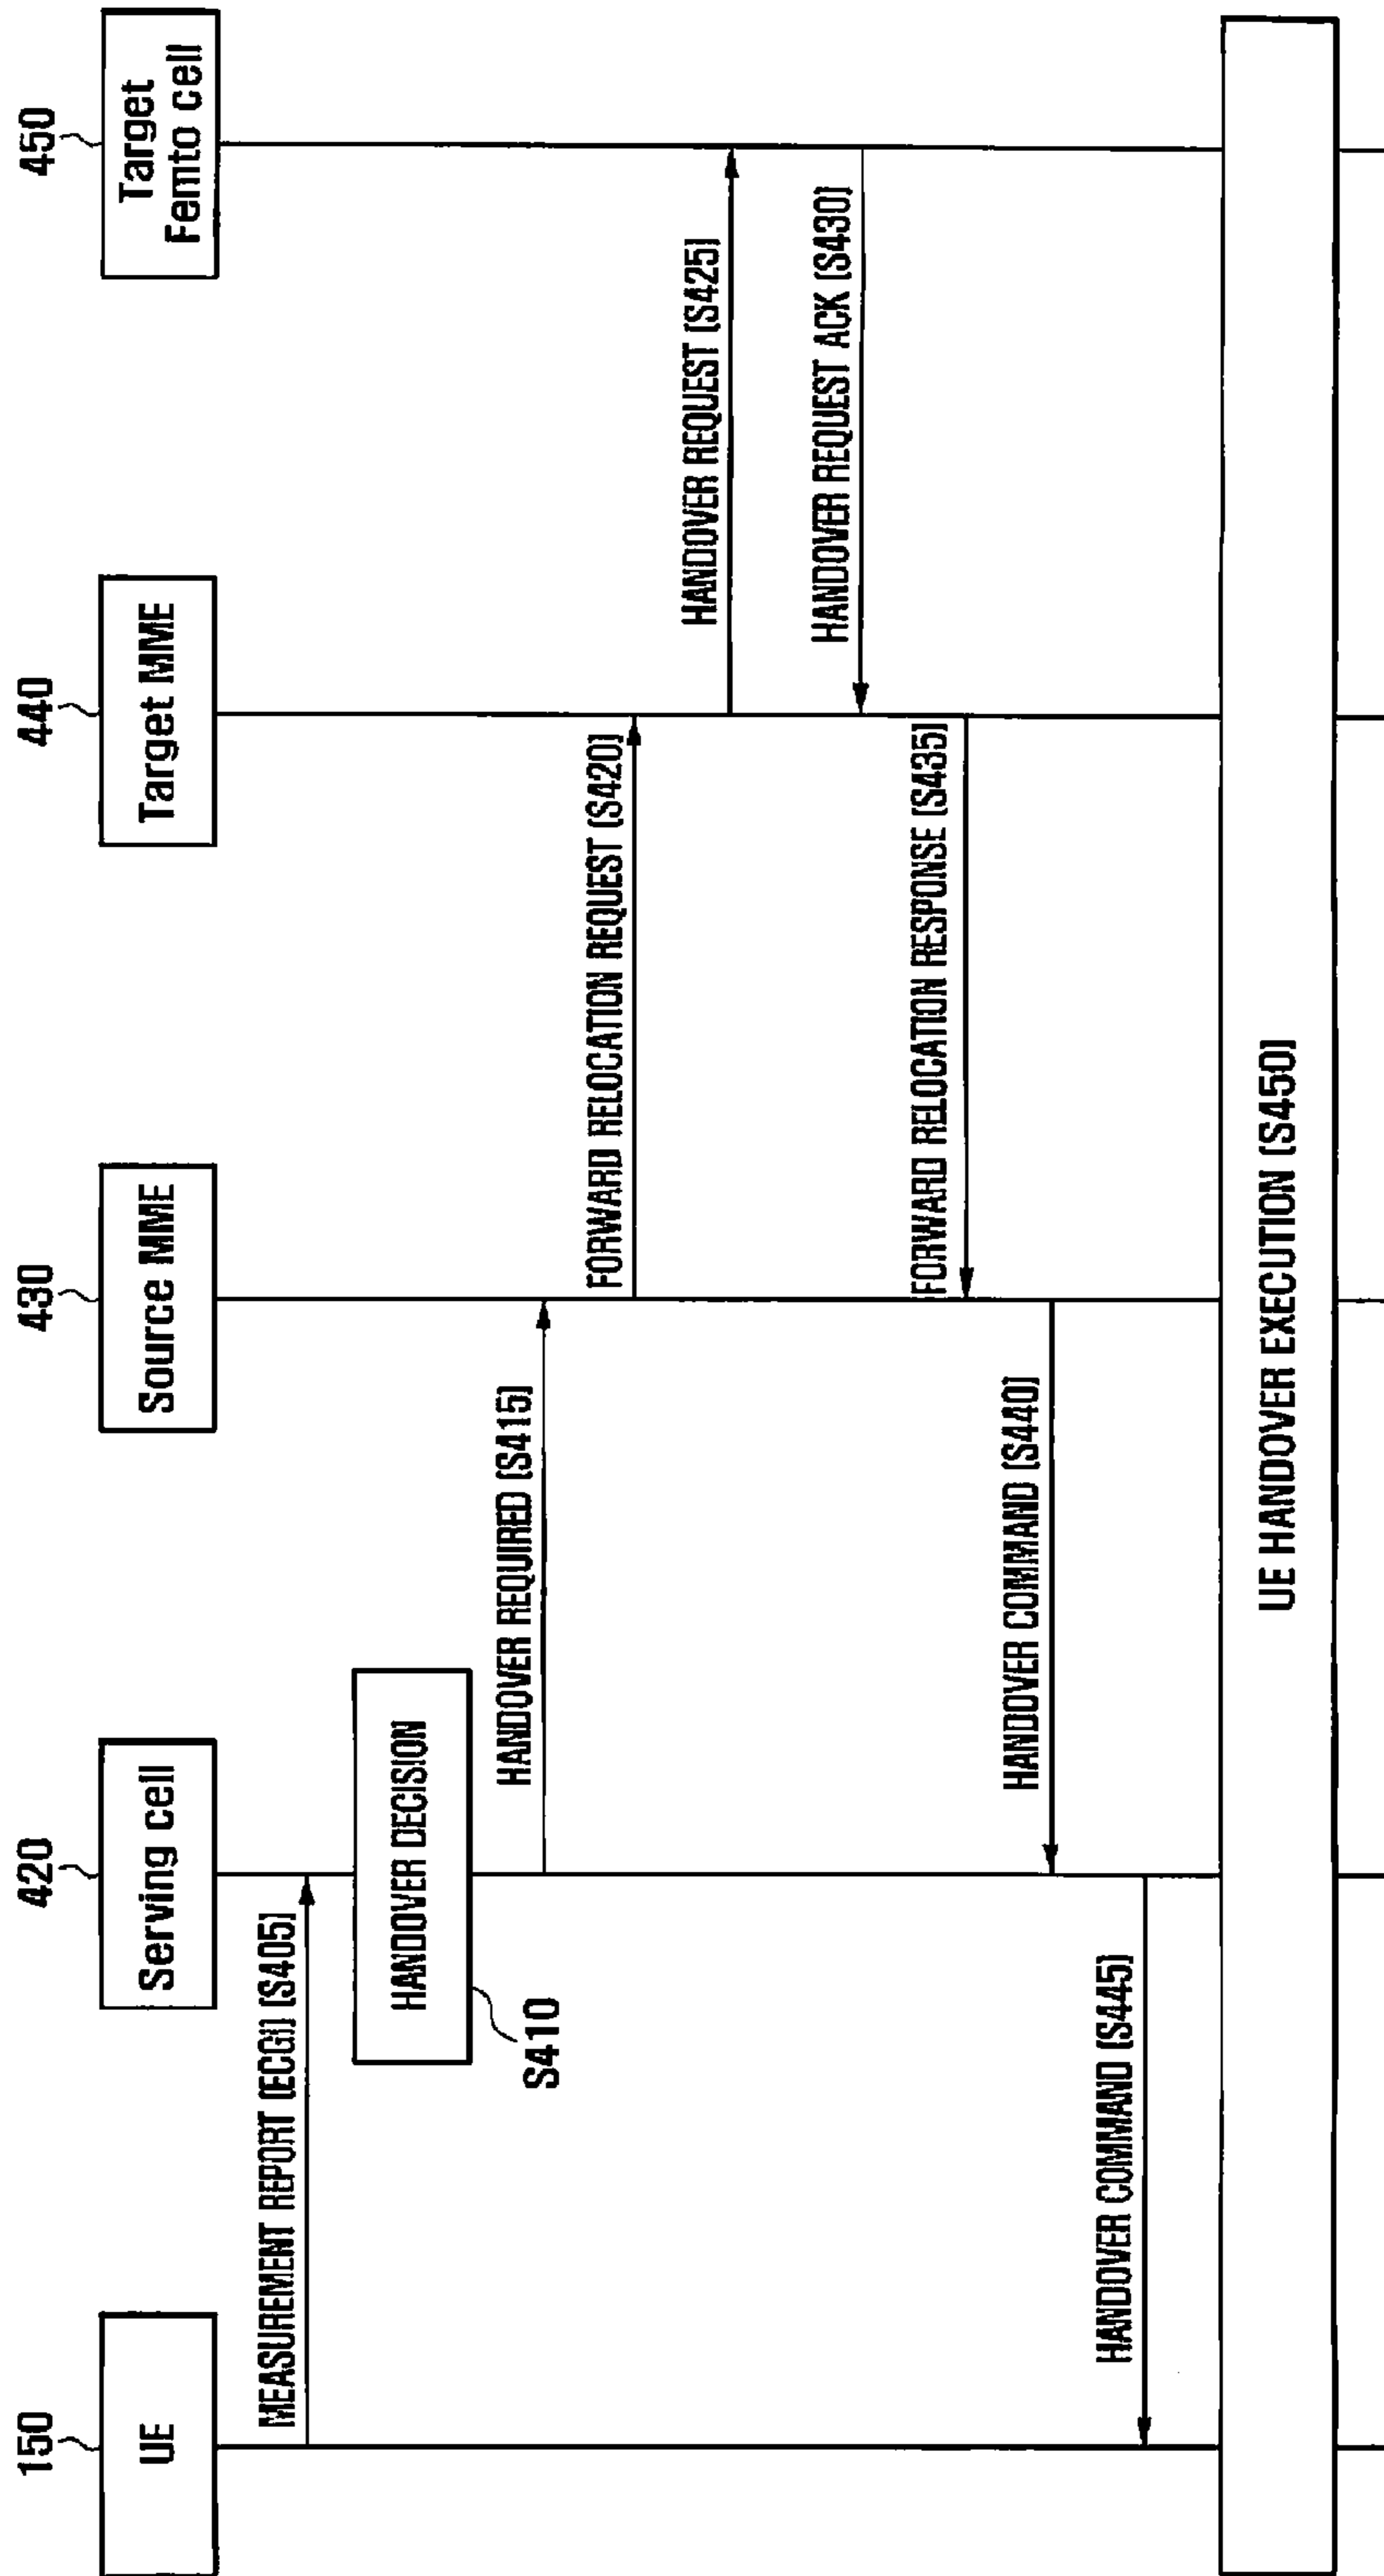 150
420
430
440
450
UE
Serving cell
Source MME
Target MME
Target
Femto cell
MEASUREMENT REPORT (ECGI) (S405)
HANDOVER DECISION
S410
HANDOVER REQUIRED (S415)
FORWARD RELOCATION REQUEST (S420)
HANDOVER REQUEST (S425)
HANDOVER REQUEST ACK (S430)
FORWARD RELOCATION RESPONSE (S435)
HANDOVER COMMAND (S440)
HANDOVER COMMAND (S445)
UE HANDOVER EXECUTION (S450)